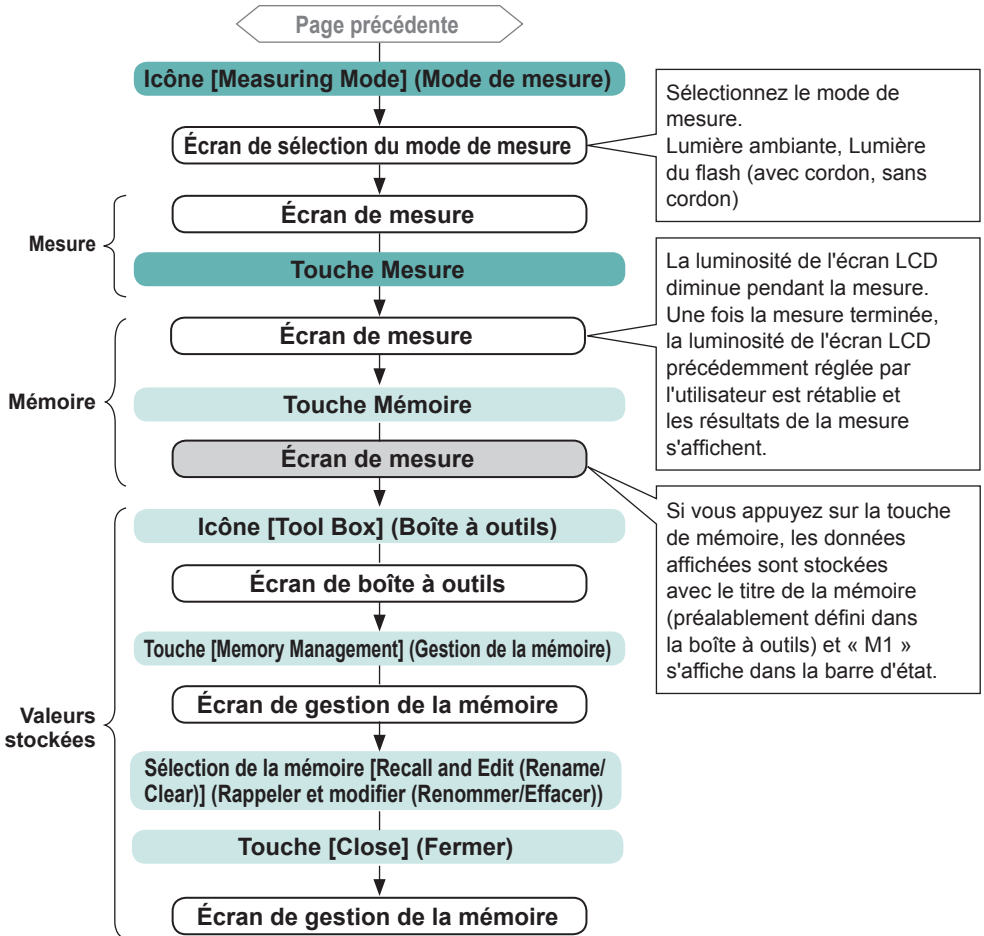 Page précédente
Icône [Measuring Mode] (Mode de mesure)
Écran de sélection du mode de mesure
Sélectionnez le mode de
mesure.
Lumière ambiante, Lumière
du flash (avec cordon, sans
cordon)
Mesure
Écran de mesure
Touche Mesure
La luminosité de l'écran LCD
diminue pendant la mesure.
Une fois la mesure terminée,
la luminosité de l'écran LCD
précédemment réglée par
l'utilisateur est rétablie et
les résultats de la mesure
s'affichent.
Mémoire
Écran de mesure
Touche Mémoire
Écran de mesure
Si vous appuyez sur la touche
de mémoire, les données
affichées sont stockées
avec le titre de la mémoire
(préalablement défini dans
la boîte à outils) et « M1 »
s'affiche dans la barre d'état.
Valeurs
stockées
Icône [Tool Box] (Boîte à outils)
Écran de boîte à outils
Touche [Memory Management] (Gestion de la mémoire)
Écran de gestion de la mémoire
Sélection de la mémoire [Recall and Edit (Rename/
Clear)] (Rappeler et modifier (Renommer/Effacer))
Touche [Close] (Fermer)
Écran de gestion de la mémoire